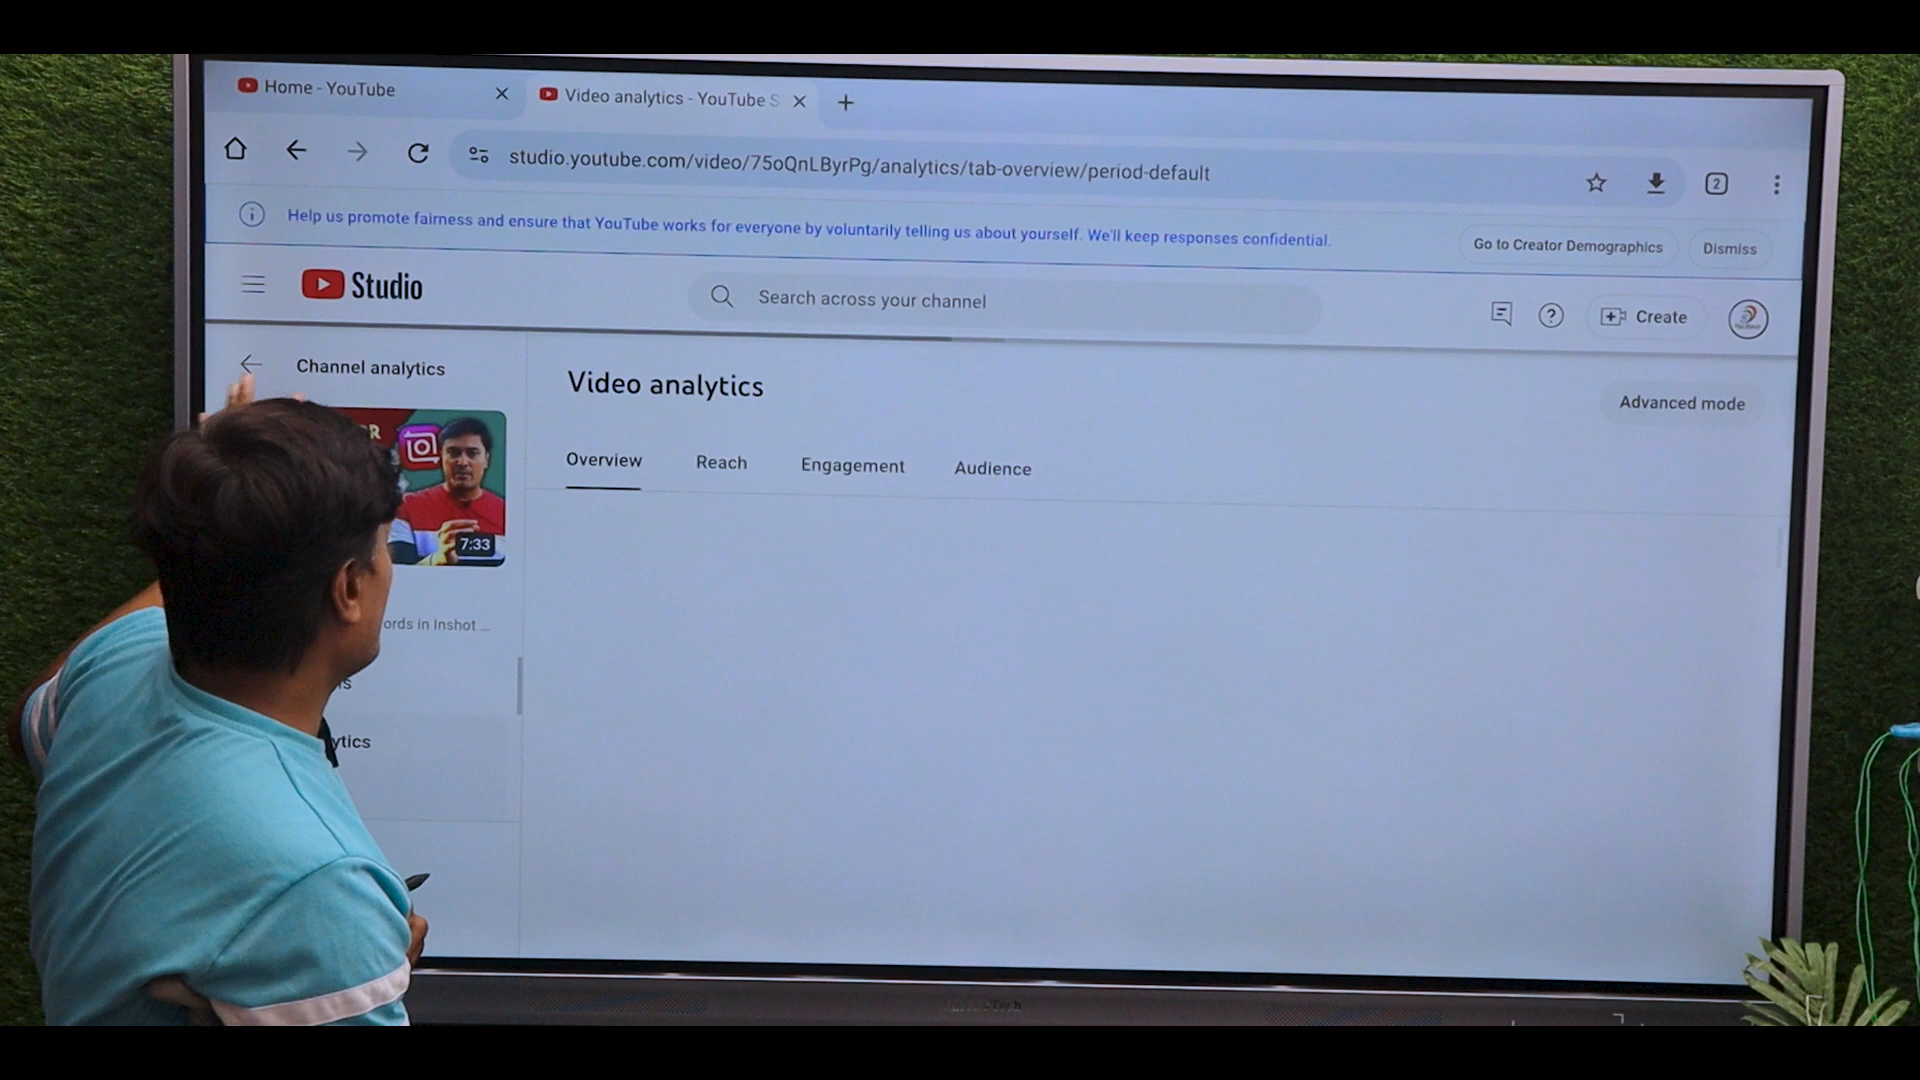 Home - YouTube
Video analytics - YouTube S
studio.youtube.com/video/75oQnLByrPg/analytics/tab-overview/period-default
2
Help us promote fairness and ensure that YouTube works for everyone by voluntarily telling us about yourself. We'll keep responses confidential.
Go to Creator Demographics
Dismiss
Studio
Search across your channel
Create
Channel analytics
Video analytics
Advanced mode
R
7:33
Overview
Reach
Engagement
Audience
ords in Inshot ...
s
ytics